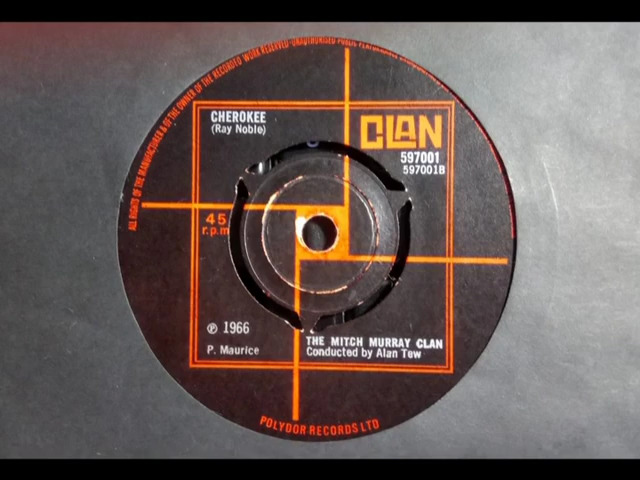 ALL RIGHTS OF THE MANUFACTURER & OF THE OWNER OF THE RECORDED WORK RESERVED-UNAUTHORISED PUBLIC PERFORMANCE
CHEROKEE
(Ray Noble)
CLAN
597001
597001B
45
r.p.m
℗ 1966
P. Maurice
THE MITCH MURRAY CLAN
Conducted by Alan Tew
POLYDOR RECORDS LTD